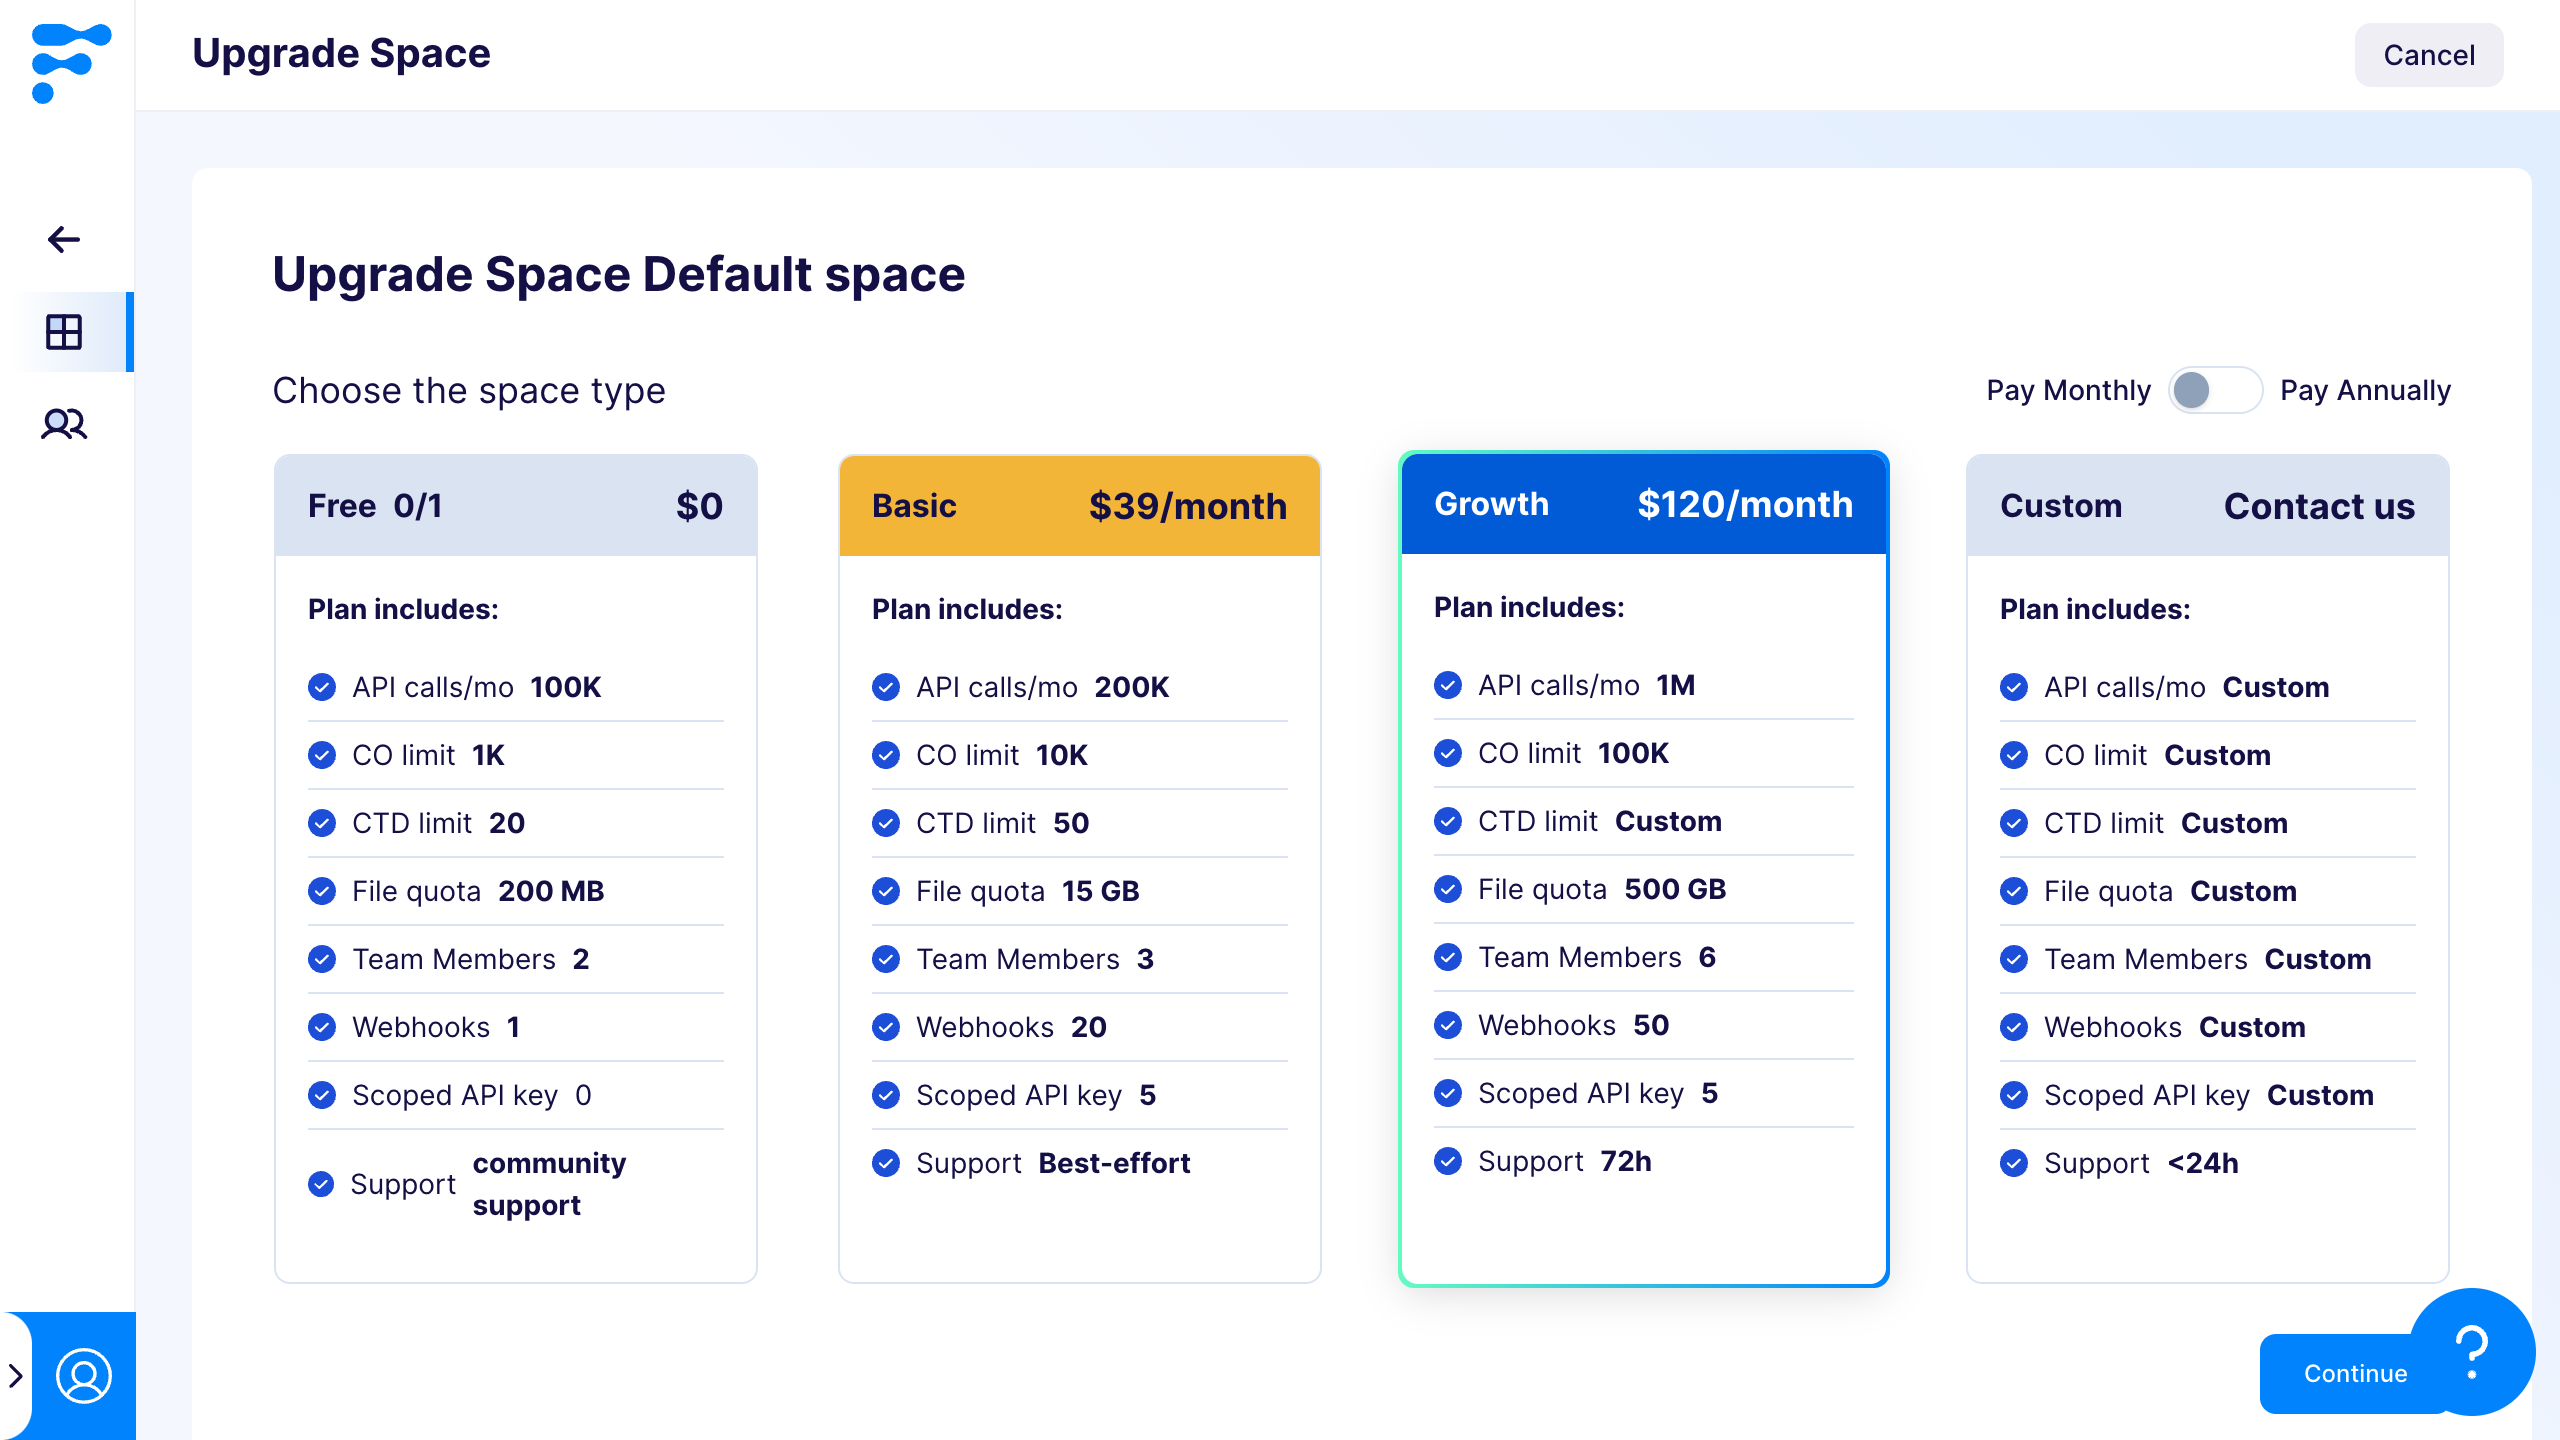 Upgrade Space
Cancel
Upgrade Space Default space
Choose the space type
Pay Monthly
Pay Annually
Free 0/1 $0
Plan includes:
API calls/mo 100K
CO limit 1K
CTD limit 20
File quota 200 MB
Team Members 2
Webhooks 1
Scoped API key 0
Support community
support
Basic $39/month
Plan includes:
API calls/mo 200K
CO limit 10K
CTD limit 50
File quota 15 GB
Team Members 3
Webhooks 20
Scoped API key 5
Support Best-effort
Growth $120/month
Plan includes:
API calls/mo 1M
CO limit 100K
CTD limit Custom
File quota 500 GB
Team Members 6
Webhooks 50
Scoped API key 5
Support 72h
Custom Contact us
Plan includes:
API calls/mo Custom
CO limit Custom
CTD limit Custom
File quota Custom
Team Members Custom
Webhooks Custom
Scoped API key Custom
Support <24h
Continue
?